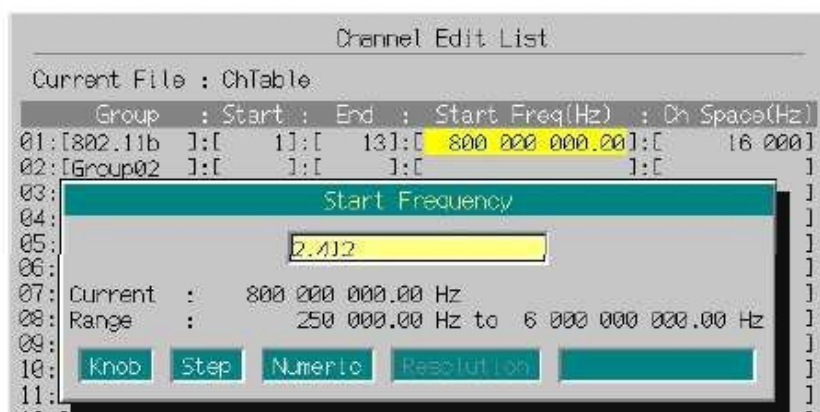 Channel Edit List
Current File : ChTable
Group : Start : End : Start Freq(Hz) : Ch Space(Hz)
01:[802.11b ]:[ 1]:[ 13]:[ 800 000 000.00]:[ 16 000]
02:[Group02 ]:[ ]:[ ]:[ ]:[ ]
03: ]
04: ]
05: ]
06: ]
07: ]
08: ]
09: ]
10: ]
11: ]
Start Frequency
2.412
Current : 800 000 000.00 Hz
Range : 250 000.00 Hz to 6 000 000 000.00 Hz
Knob Step Numeric Resolution